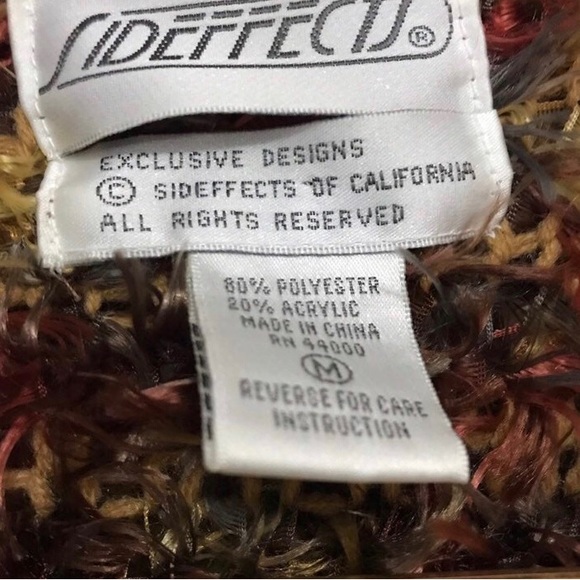 SIDEFFECTS®
EXCLUSIVE DESIGNS
© SIDEFFECTS OF CALIFORNIA
ALL RIGHTS RESERVED
80% POLYESTER
20% ACRYLIC
MADE IN CHINA
RN 44000
M
REVERSE FOR CARE
INSTRUCTION